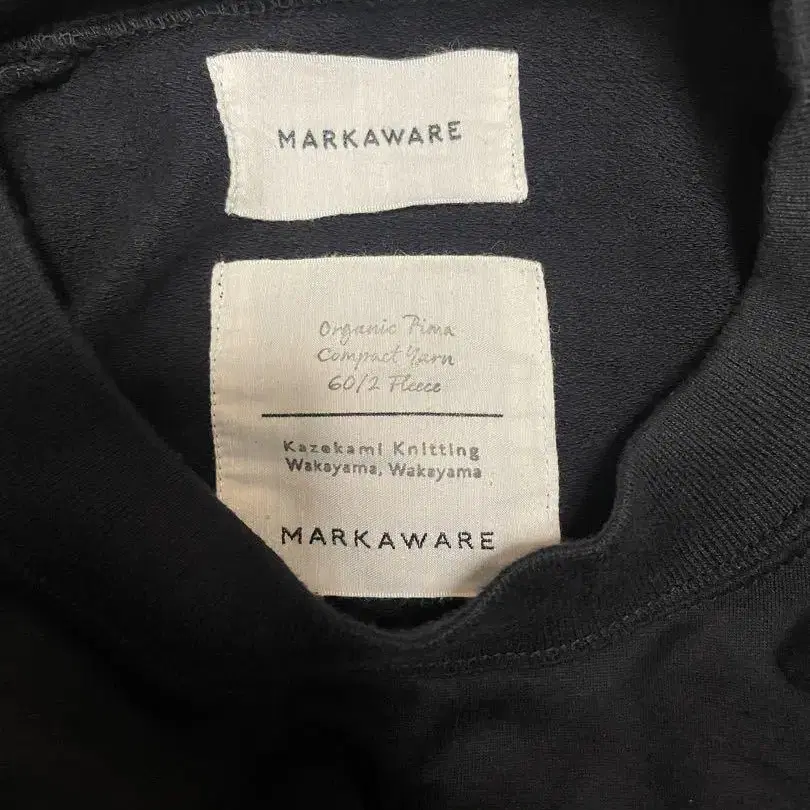 MARKAWARE
Organic Pima
Compact Yarn
60/2 Fleece
Kazekami Knitting
Wakayama, Wakayama
MARKAWARE